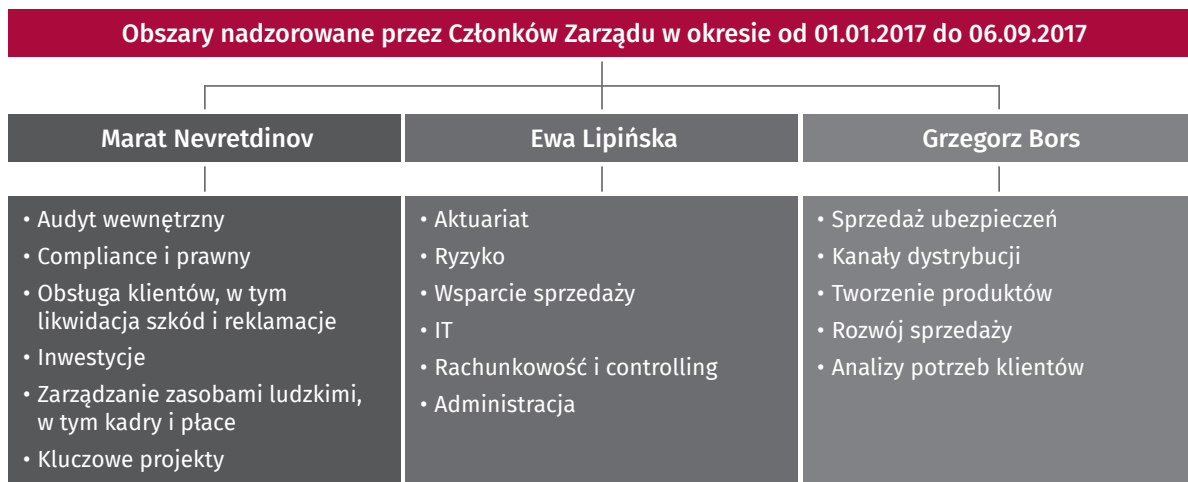 Obszary nadzorowane przez Członków Zarządu w okresie od 01.01.2017 do 06.09.2017
Marat Nevretdinov
• Audyt wewnętrzny
• Compliance i prawny
• Obsługa klientów, w tym
likwidacja szkód i reklamacje
• Inwestycje
• Zarządzanie zasobami ludzkimi,
w tym kadry i płace
• Kluczowe projekty
Ewa Lipińska
• Aktuariat
• Ryzyko
• Wsparcie sprzedaży
• IT
• Rachunkowość i controlling
• Administracja
Grzegorz Bors
• Sprzedaż ubezpieczeń
• Kanały dystrybucji
• Tworzenie produktów
• Rozwój sprzedaży
• Analizy potrzeb klientów